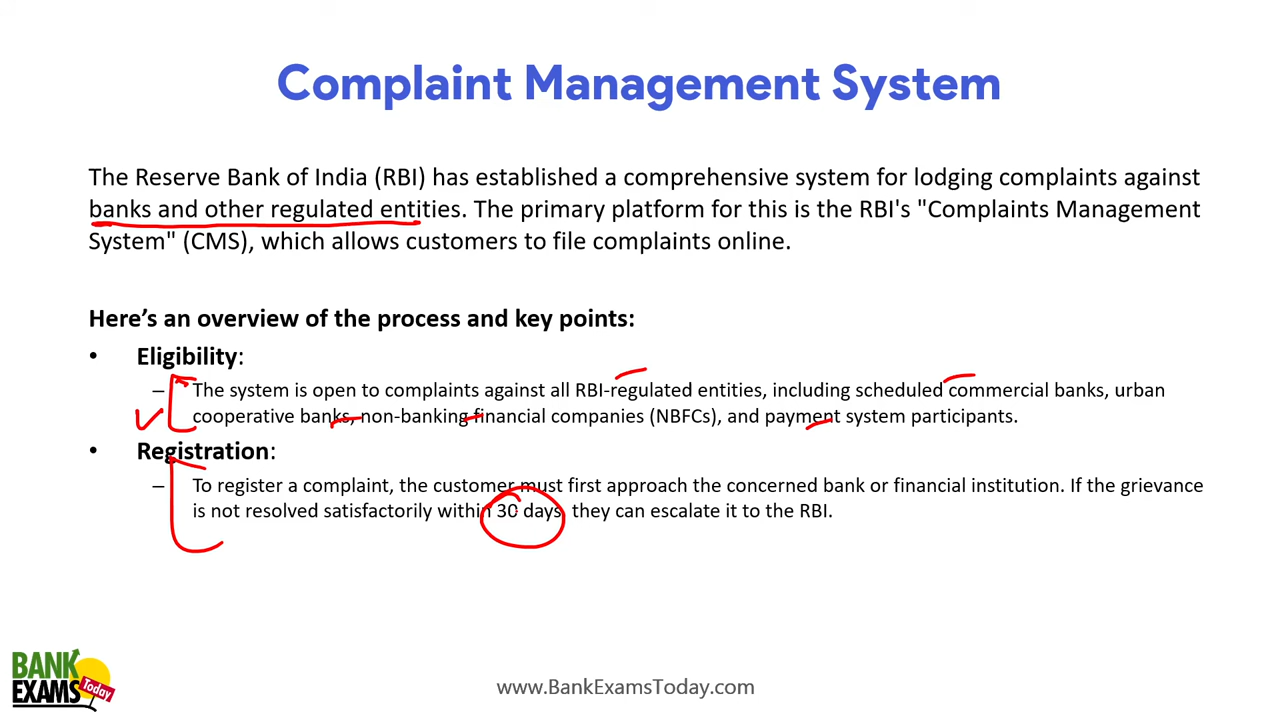 Complaint Management System
The Reserve Bank of India (RBI) has established a comprehensive system for lodging complaints against
banks and other regulated entities. The primary platform for this is the RBI's "Complaints Management
System" (CMS), which allows customers to file complaints online.
Here’s an overview of the process and key points:
• Eligibility:
– The system is open to complaints against all RBI-regulated entities, including scheduled commercial banks, urban
cooperative banks, non-banking financial companies (NBFCs), and payment system participants.
• Registration:
– To register a complaint, the customer must first approach the concerned bank or financial institution. If the grievance
is not resolved satisfactorily within 30 days, they can escalate it to the RBI.
BANK
EXAMS
Today
www.BankExamsToday.com